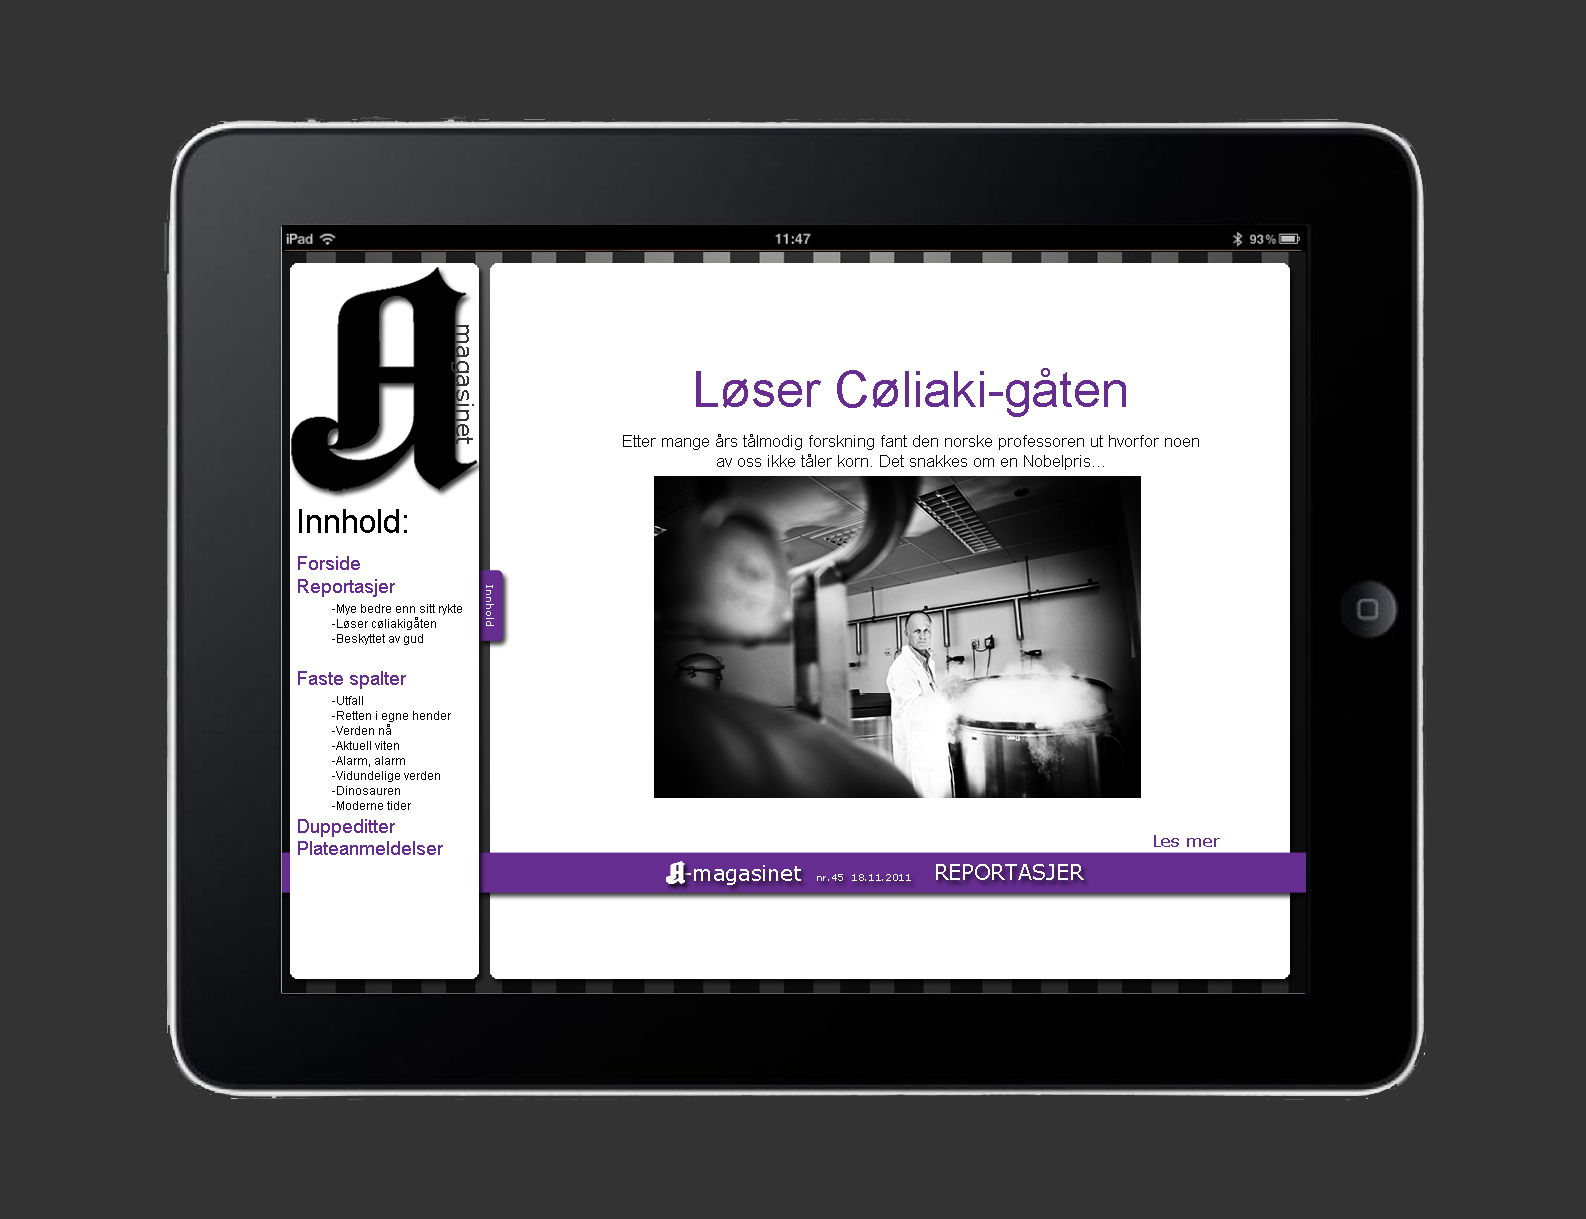 iPad
11:47
93%
A
magasinet
Innhold:
Forside
Reportasjer
-Mye bedre enn sitt rykte
-Løser cøliakigåten
-Beskyttet av gud
Faste spalter
-Utfall
-Retten i egne hender
-Verden nå
-Aktuell viten
-Alarm, alarm
-Vidundelige verden
-Dinosauren
-Moderne tider
Duppeditter
Plateanmeldelser
Innhold
Løser Cøliaki-gåten
Etter mange års tålmodig forskning fant den norske professoren ut hvorfor noen
av oss ikke tåler korn. Det snakkes om en Nobelpris...
Les mer
A-magasinet nr.45 18.11.2011 REPORTASJER